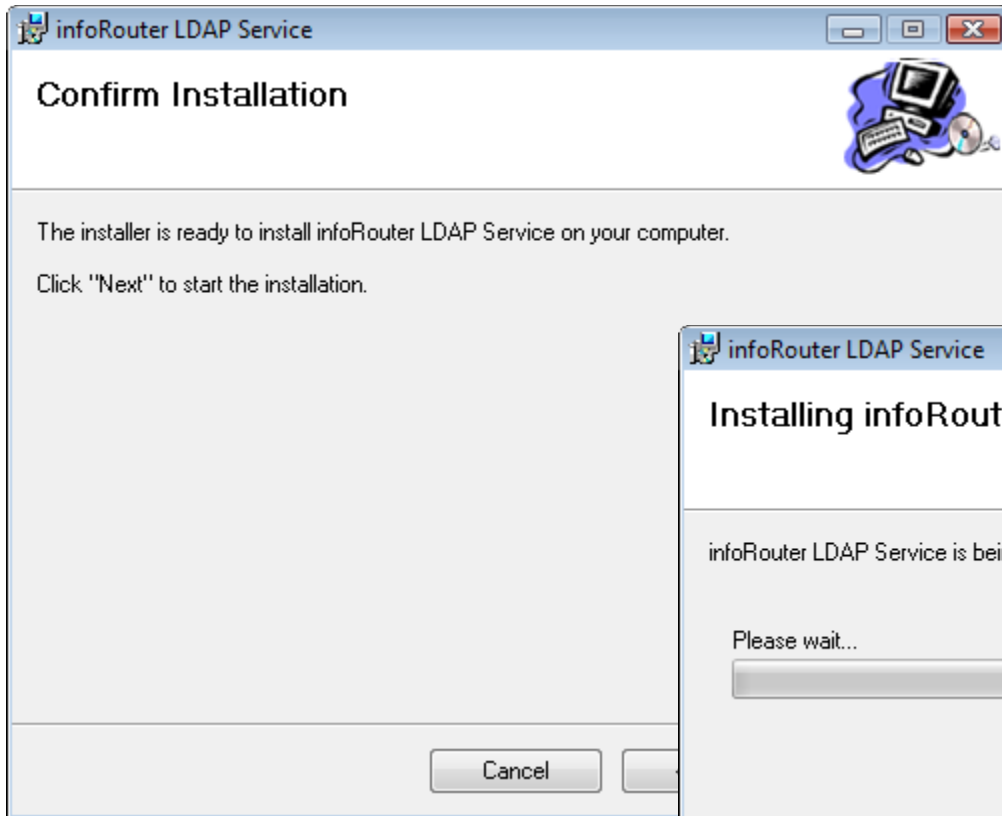 infoRouter LDAP Service
Confirm Installation
The installer is ready to install infoRouter LDAP Service on your computer.
Click "Next" to start the installation.
Cancel
infoRouter LDAP Service
Installing infoRout
infoRouter LDAP Service is bei
Please wait...